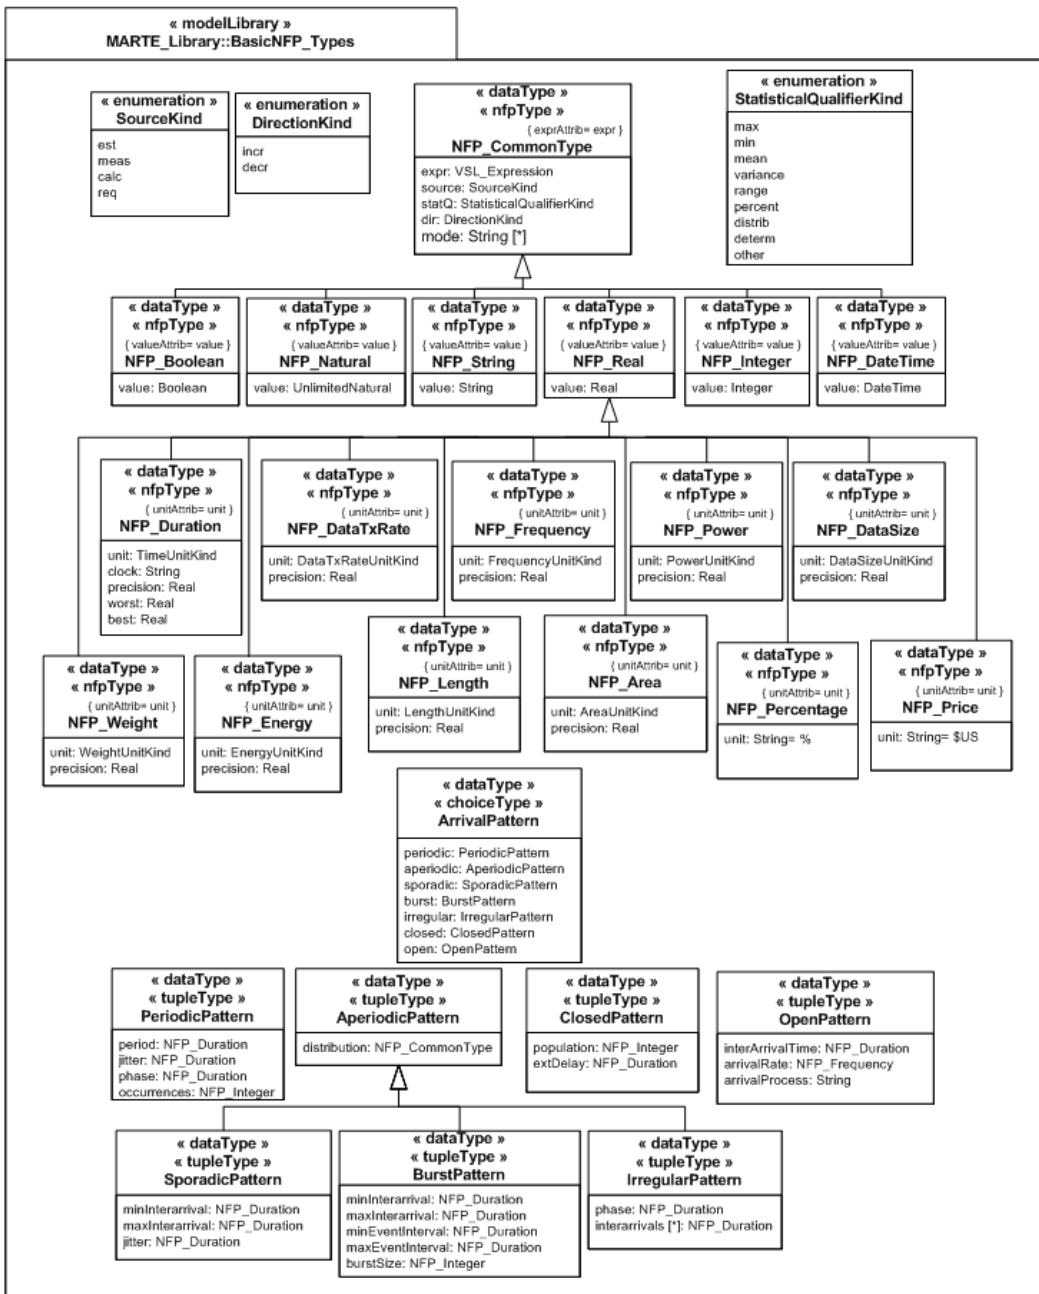 « modelLibrary »
MARTE_Library::BasicNFP_Types
« enumeration »
SourceKind
est
meas
calc
req
« enumeration »
DirectionKind
incr
decr
« dataType »
« nfpType »
{ exprAttrib= expr }
NFP_CommonType
expr: VSL_Expression
source: SourceKind
statQ: StatisticalQualifierKind
dir: DirectionKind
mode: String [*]
« enumeration »
StatisticalQualifierKind
max
min
mean
variance
range
percent
distrib
determ
other
« dataType »
« nfpType »
{ valueAttrib= value }
NFP_Boolean
value: Boolean
« dataType »
« nfpType »
{ valueAttrib= value }
NFP_Natural
value: UnlimitedNatural
« dataType »
« nfpType »
{ valueAttrib= value }
NFP_String
value: String
« dataType »
« nfpType »
{ valueAttrib= value }
NFP_Real
value: Real
« dataType »
« nfpType »
{ valueAttrib= value }
NFP_Integer
value: Integer
« dataType »
« nfpType »
{ valueAttrib= value }
NFP_DateTime
value: DateTime
« dataType »
« nfpType »
{ unitAttrib= unit }
NFP_Duration
unit: TimeUnitKind
clock: String
precision: Real
worst: Real
best: Real
« dataType »
« nfpType »
{ unitAttrib= unit }
NFP_DataTxRate
unit: DataTxRateUnitKind
precision: Real
« dataType »
« nfpType »
{ unitAttrib= unit }
NFP_Frequency
unit: FrequencyUnitKind
precision: Real
« dataType »
« nfpType »
{ unitAttrib= unit }
NFP_Power
unit: PowerUnitKind
precision: Real
« dataType »
« nfpType »
{ unitAttrib= unit }
NFP_DataSize
unit: DataSizeUnitKind
precision: Real
« dataType »
« nfpType »
{ unitAttrib= unit }
NFP_Weight
unit: WeightUnitKind
precision: Real
« dataType »
« nfpType »
{ unitAttrib= unit }
NFP_Energy
unit: EnergyUnitKind
precision: Real
« dataType »
« nfpType »
{ unitAttrib= unit }
NFP_Length
unit: LengthUnitKind
precision: Real
« dataType »
« nfpType »
{ unitAttrib= unit }
NFP_Area
unit: AreaUnitKind
precision: Real
« dataType »
« nfpType »
{ unitAttrib= unit }
NFP_Percentage
unit: String= %
« dataType »
« nfpType »
{ unitAttrib= unit }
NFP_Price
unit: String= $US
« dataType »
« choiceType »
ArrivalPattern
periodic: PeriodicPattern
aperiodic: AperiodicPattern
sporadic: SporadicPattern
burst: BurstPattern
irregular: IrregularPattern
closed: ClosedPattern
open: OpenPattern
« dataType »
« tupleType »
PeriodicPattern
period: NFP_Duration
jitter: NFP_Duration
phase: NFP_Duration
occurrences: NFP_Integer
« dataType »
« tupleType »
AperiodicPattern
distribution: NFP_CommonType
« dataType »
« tupleType »
ClosedPattern
population: NFP_Integer
extDelay: NFP_Duration
« dataType »
« tupleType »
OpenPattern
interArrivalTime: NFP_Duration
arrivalRate: NFP_Frequency
arrivalProcess: String
« dataType »
« tupleType »
SporadicPattern
minInterarrival: NFP_Duration
maxInterarrival: NFP_Duration
jitter: NFP_Duration
« dataType »
« tupleType »
BurstPattern
minInterarrival: NFP_Duration
maxInterarrival: NFP_Duration
minEventInterval: NFP_Duration
maxEventInterval: NFP_Duration
burstSize: NFP_Integer
« dataType »
« tupleType »
IrregularPattern
phase: NFP_Duration
interarrivals [*]: NFP_Duration